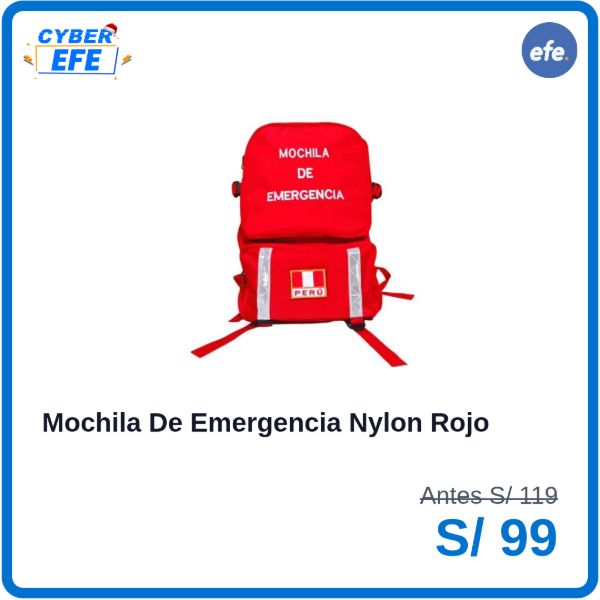 CYBER
EFE
efe.
MOCHILA
DE
EMERGENCIA
PERÚ
Mochila De Emergencia Nylon Rojo
Antes S/ 119
S/ 99